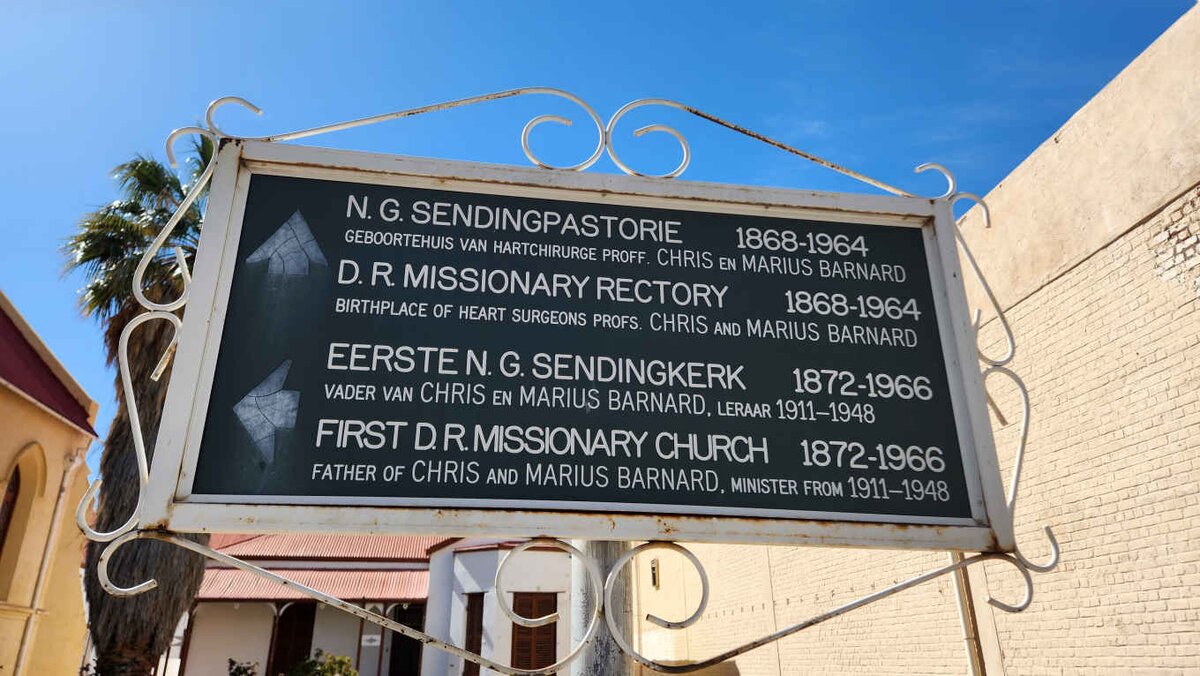 N. G. SENDINGPASTORIE 1868-1964
GEBOORTEHUIS VAN HARTCHIRURGE PROFF. CHRIS EN MARIUS BARNARD
D. R. MISSIONARY RECTORY 1868-1964
BIRTHPLACE OF HEART SURGEONS PROFS. CHRIS AND MARIUS BARNARD
EERSTE N. G. SENDINGKERK 1872-1966
VADER VAN CHRIS EN MARIUS BARNARD, LERAAR 1911–1948
FIRST D. R. MISSIONARY CHURCH 1872-1966
FATHER OF CHRIS AND MARIUS BARNARD, MINISTER FROM 1911–1948